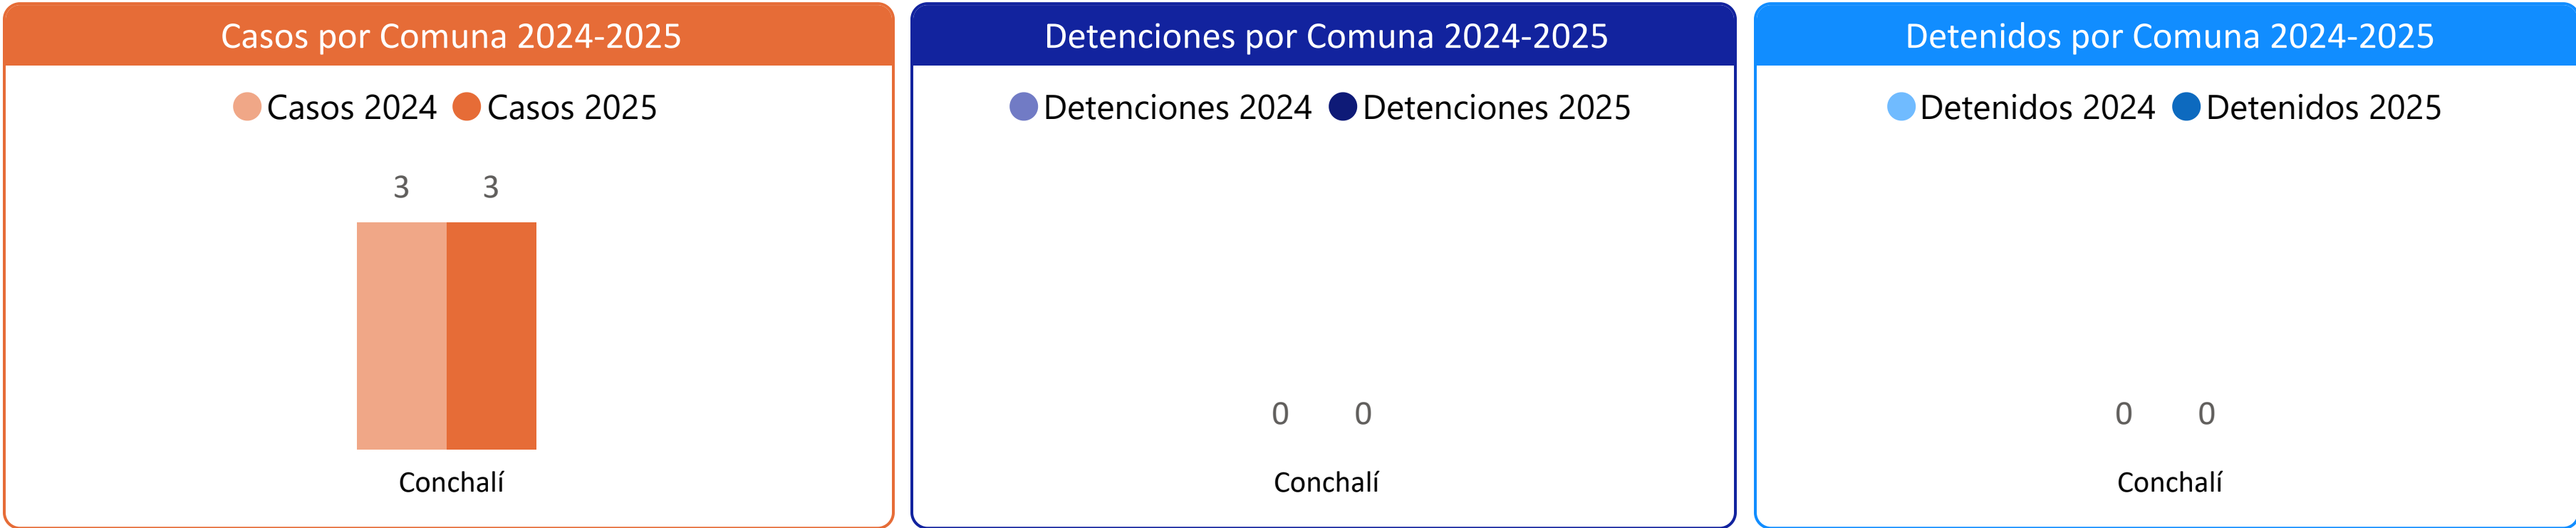 Casos por Comuna 2024-2025
Casos 2024 Casos 2025
3 3
Conchalí
Detenciones por Comuna 2024-2025
Detenciones 2024 Detenciones 2025
0 0
Conchalí
Detenidos por Comuna 2024-2025
Detenidos 2024 Detenidos 2025
0 0
Conchalí